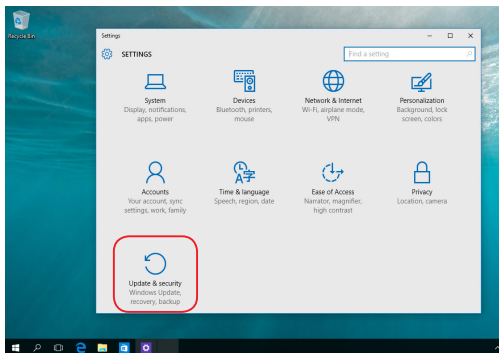 Recycle Bin
Settings
SETTINGS
Find a setting
System
Display, notifications,
apps, power
Devices
Bluetooth, printers,
mouse
Network & Internet
Wi-Fi, airplane mode,
VPN
Personalization
Background, lock
screen, colors
Accounts
Your account, sync
settings, work, family
Time & language
Speech, region, date
Ease of Access
Narrator, magnifier,
high contrast
Privacy
Location, camera
Update & security
Windows Update,
recovery, backup